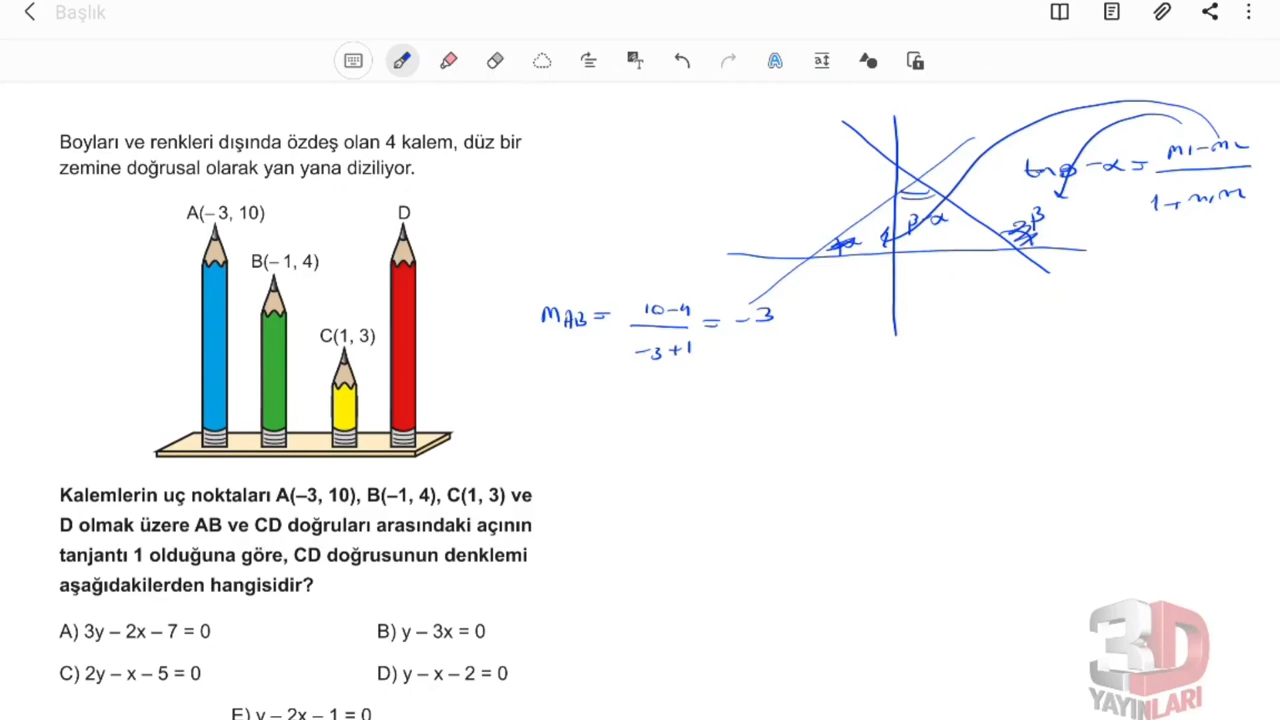 Başlık
Boyları ve renkleri dışında özdeş olan 4 kalem, düz bir
zemine doğrusal olarak yan yana diziliyor.
A(–3, 10)
D
B(–1, 4)
C(1, 3)
m1-m2
tan β-α =
1+m1m2
β
β α
α
10-4
MAB = = -3
-3+1
Kalemlerin uç noktaları A(–3, 10), B(–1, 4), C(1, 3) ve
D olmak üzere AB ve CD doğruları arasındaki açının
tanjantı 1 olduğuna göre, CD doğrusunun denklemi
aşağıdakilerden hangisidir?
A) 3y – 2x – 7 = 0
B) y – 3x = 0
C) 2y – x – 5 = 0
D) y – x – 2 = 0
E) y – 2x – 1 = 0
3D
YAYINLARI